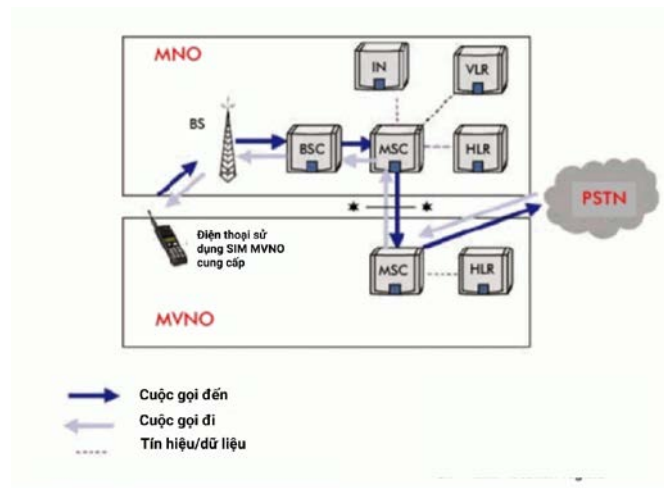 MNO
IN
VLR
BS
BSC
MSC
HLR
PSTN
Điện thoại sử
dụng SIM MVNO
cung cấp
MSC
HLR
MVNO
Cuộc gọi đến
Cuộc gọi đi
Tín hiệu/dữ liệu